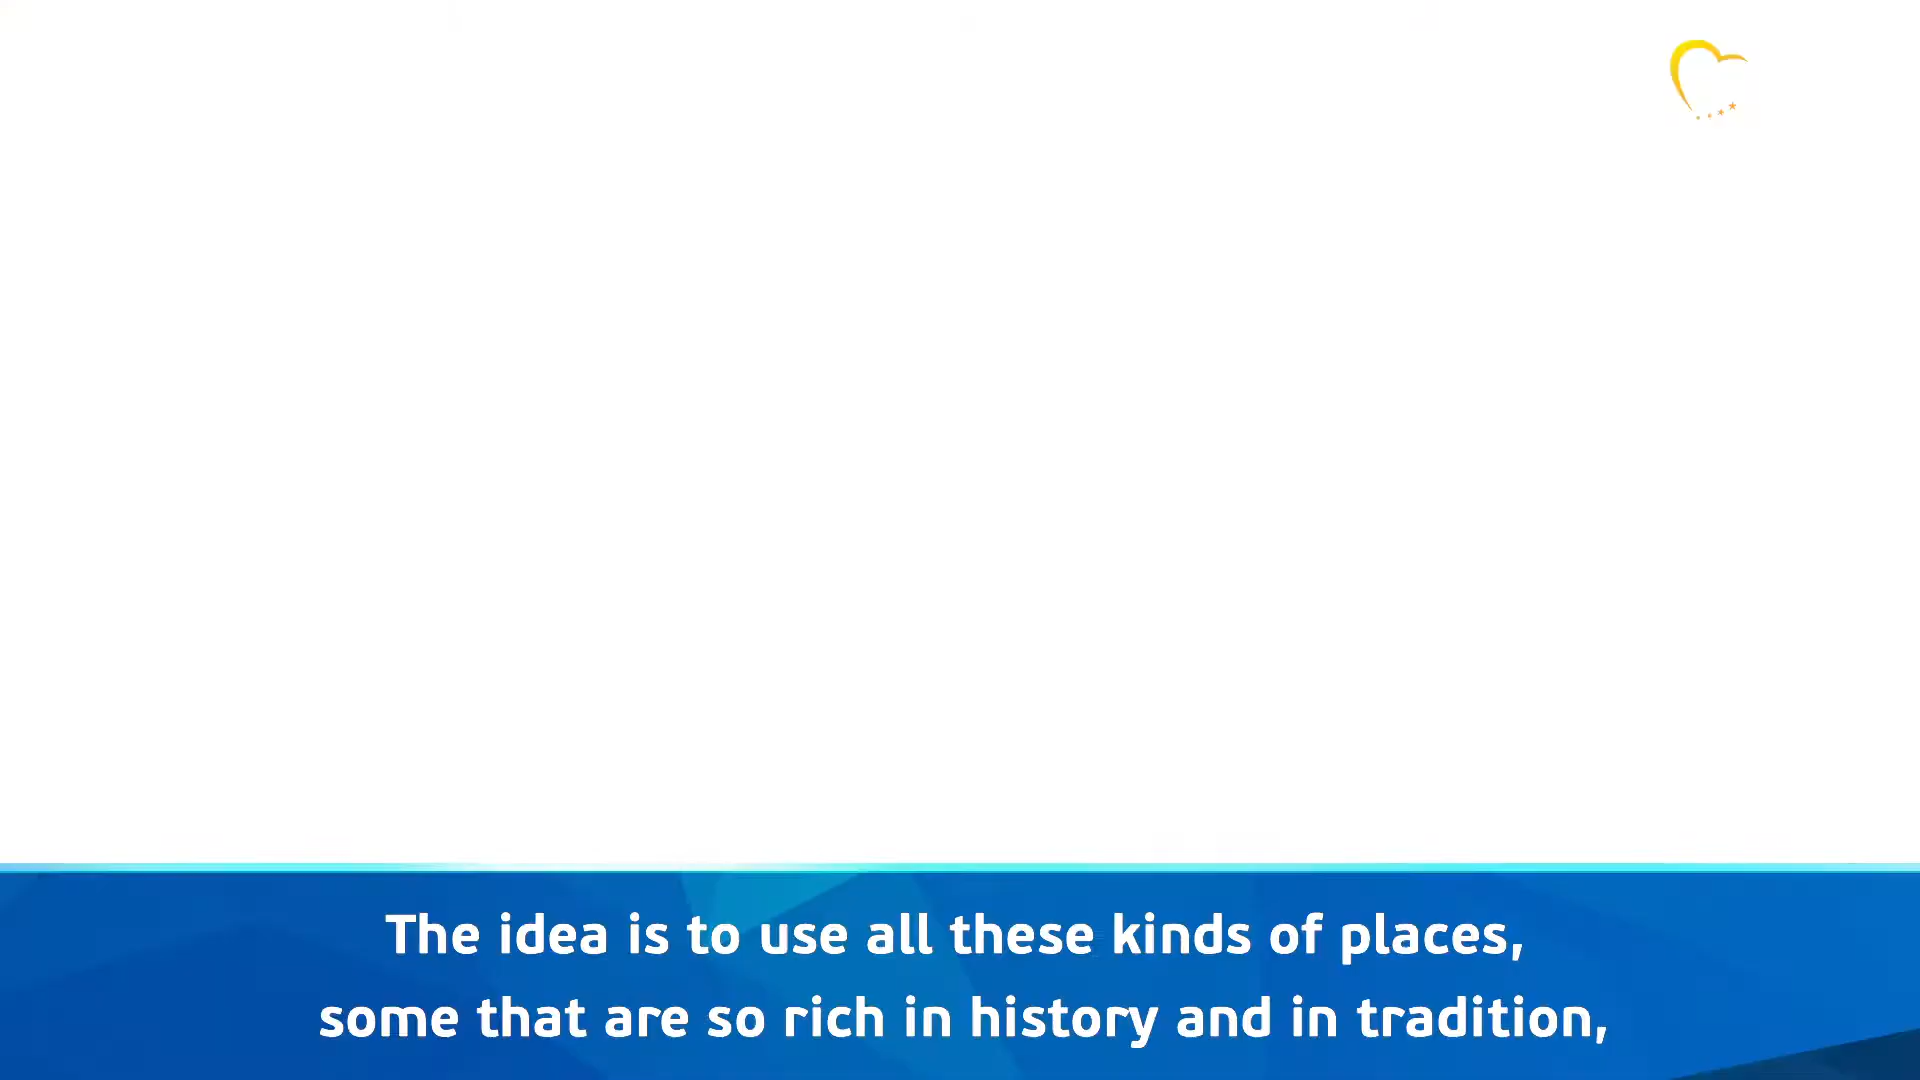 The idea is to use all these kinds of places,
some that are so rich in history and in tradition,